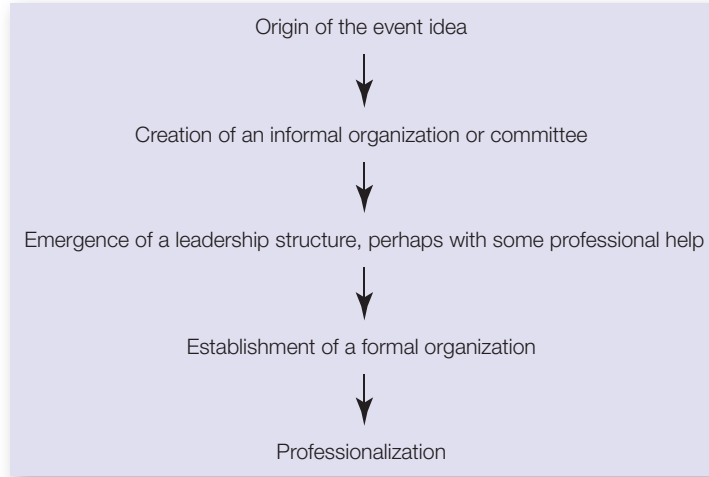 Origin of the event idea
Creation of an informal organization or committee
Emergence of a leadership structure, perhaps with some professional help
Establishment of a formal organization
Professionalization